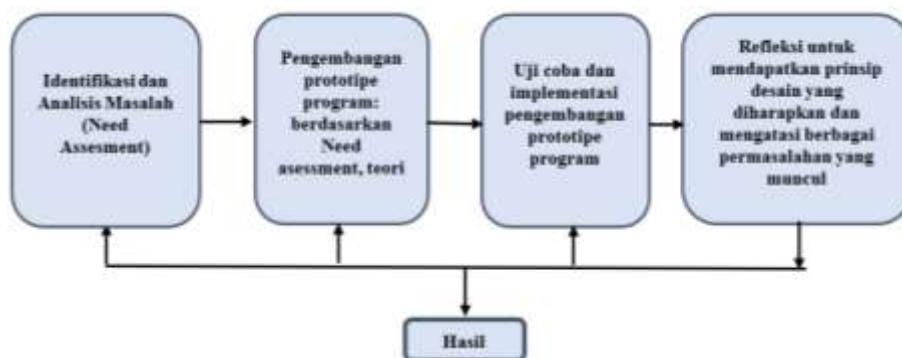 Identifikasi dan
Analisis Masalah
(Need
Assesment)
Pengembangan
prototipe
program:
berdasarkan
Need
asessment, teori
Uji coba dan
implementasi
pengembangan
prototipe
program
Refleksi untuk
mendapatkan prinsip
desain yang
diharapkan dan
mengatasi berbagai
permasalahan yang
muncul
Hasil